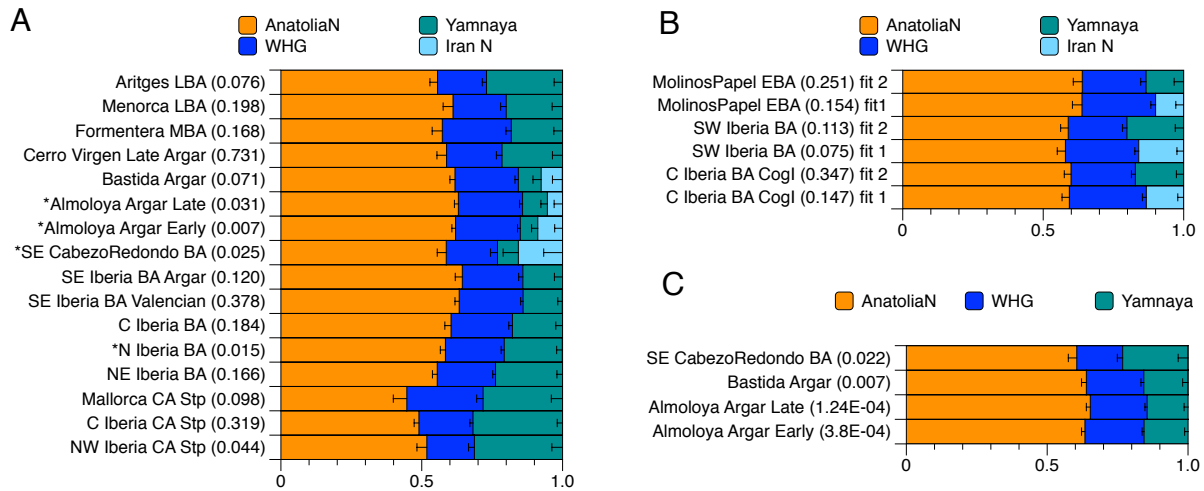 A
AnatoliaN
Yamnaya
WHG
Iran N
Aritges LBA (0.076)
Menorca LBA (0.198)
Formentera MBA (0.168)
Cerro Virgen Late Argar (0.731)
Bastida Argar (0.071)
*Almoloya Argar Late (0.031)
*Almoloya Argar Early (0.007)
*SE CabezoRedondo BA (0.025)
SE Iberia BA Argar (0.120)
SE Iberia BA Valencian (0.378)
C Iberia BA (0.184)
*N Iberia BA (0.015)
NE Iberia BA (0.166)
Mallorca CA Stp (0.098)
C Iberia CA Stp (0.319)
NW Iberia CA Stp (0.044)
0 0.5 1.0
B
AnatoliaN
Yamnaya
WHG
Iran N
MolinosPapel EBA (0.251) fit 2
MolinosPapel EBA (0.154) fit1
SW Iberia BA (0.113) fit 2
SW Iberia BA (0.075) fit 1
C Iberia BA CogI (0.347) fit 2
C Iberia BA CogI (0.147) fit 1
0 0.5 1.0
C
AnatoliaN WHG Yamnaya
SE CabezoRedondo BA (0.022)
Bastida Argar (0.007)
Almoloya Argar Late (1.24E-04)
Almoloya Argar Early (3.8E-04)
0 0.5 1.0